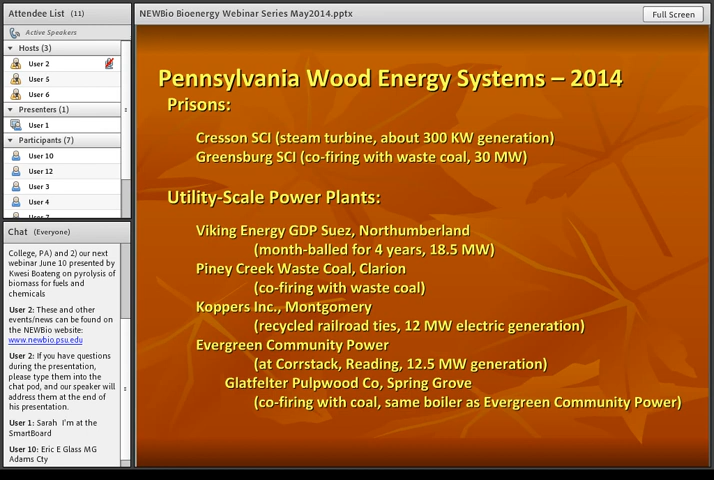 Attendee List (11)
Active Speakers
Hosts (3)
User 2
User 5
User 6
Presenters (1)
User 1
Participants (7)
User 10
User 12
User 3
User 4
Chat (Everyone)
College, PA) and 2) our next
webinar June 10 presented by
Kwesi Boateng on pyrolysis of
biomass for fuels and
chemicals
User 2: These and other
events/news can be found on
the NEWBio website:
www.newbio.psu.edu
User 2: If you have questions
during the presentation,
please type them into the
chat pod, and our speaker will
address them at the end of
his presentation.
User 1: Sarah I'm at the
SmartBoard
User 10: Eric E Glass MG
Adams Cty
NEWBio Bioenergy Webinar Series May2014.pptx
Full Screen
Pennsylvania Wood Energy Systems – 2014
Prisons:
Cresson SCI (steam turbine, about 300 KW generation)
Greensburg SCI (co-firing with waste coal, 30 MW)
Utility-Scale Power Plants:
Viking Energy GDP Suez, Northumberland
(month-balled for 4 years, 18.5 MW)
Piney Creek Waste Coal, Clarion
(co-firing with waste coal)
Koppers Inc., Montgomery
(recycled railroad ties, 12 MW electric generation)
Evergreen Community Power
(at Corrstack, Reading, 12.5 MW generation)
Glatfelter Pulpwood Co, Spring Grove
(co-firing with coal, same boiler as Evergreen Community Power)